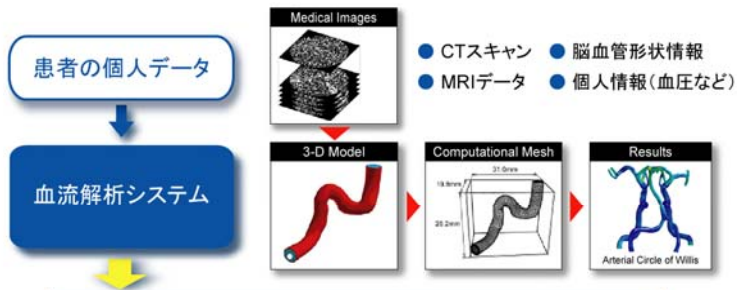 Medical Images
患者の個人データ
● CTスキャン ● 脳血管形状情報
● MRIデータ ● 個人情報(血圧など)
血流解析システム
3-D Model
Computational Mesh
31.0mm
19.8mm
28.2mm
Results
Arterial Circle of Willis